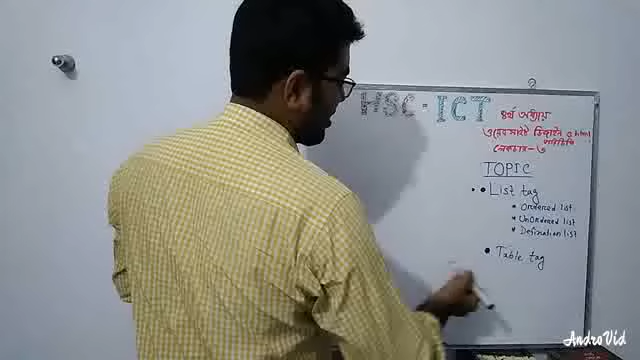 HSC - ICT
৪র্থ অধ্যায়
ওয়েবসাইট ডিজাইন ও html
লেকচার- ৩
TOPIC
• List tag
• Ordered list
• UnOrdered list
• Defination list
• Table tag
AndroVid